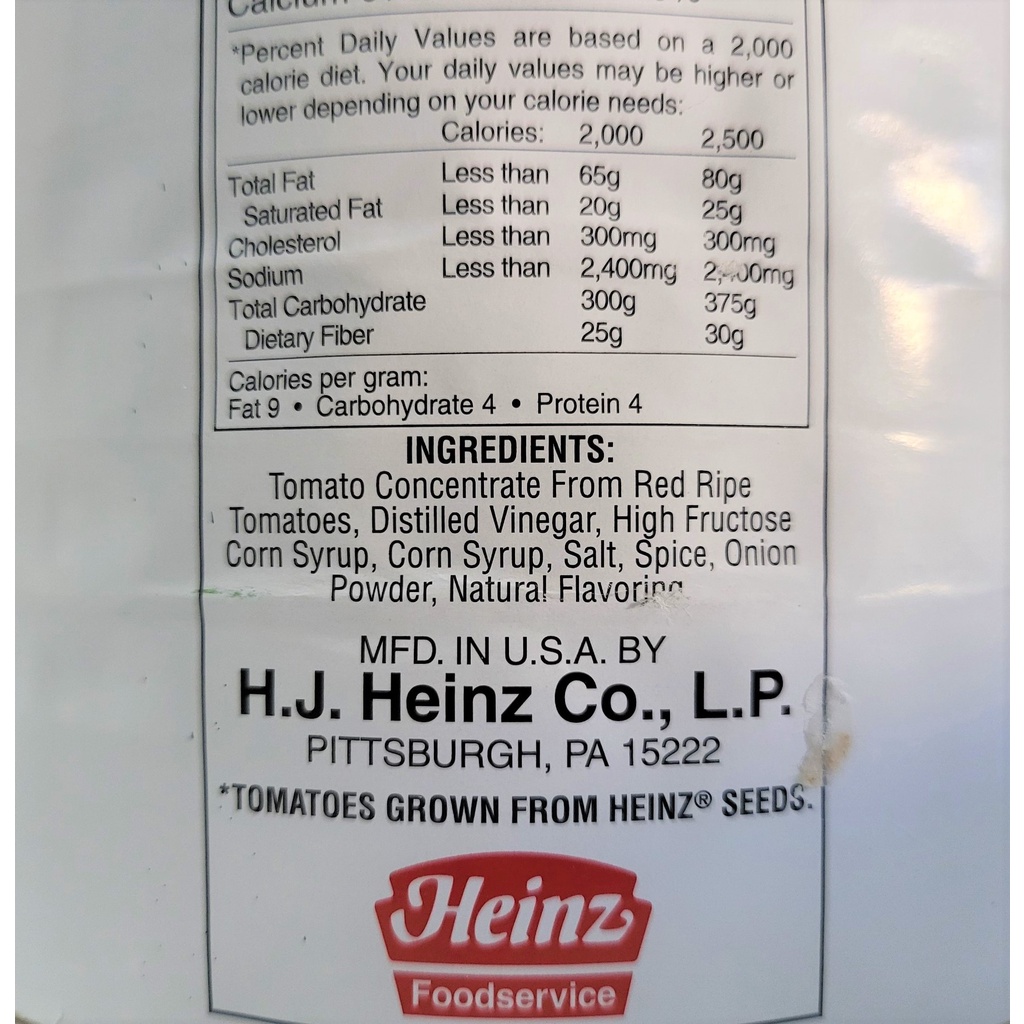 *Percent Daily Values are based on a 2,000
calorie diet. Your daily values may be higher or
lower depending on your calorie needs:
Calories: 2,000 2,500
Total Fat Less than 65g 80g
Saturated Fat Less than 20g 25g
Cholesterol Less than 300mg 300mg
Sodium Less than 2,400mg
Total Carbohydrate 300g 375g
Dietary Fiber 25g 30g
Calories per gram:
Fat 9 • Carbohydrate 4 • Protein 4
INGREDIENTS:
Tomato Concentrate From Red Ripe
Tomatoes, Distilled Vinegar, High Fructose
Corn Syrup, Corn Syrup, Salt, Spice, Onion
Powder, Natural Flavoring
MFD. IN U.S.A. BY
H.J. Heinz Co., L.P.
PITTSBURGH, PA 15222
*TOMATOES GROWN FROM HEINZ® SEEDS.
Heinz
Foodservice